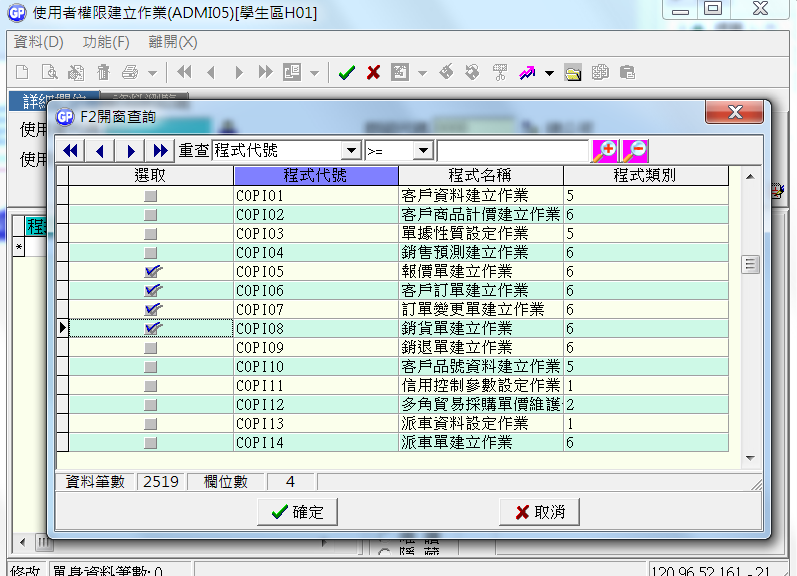 GP 使用者權限建立作業(ADMI05)[學生區H01]
資料(D) 功能(F) 離開(X)
詳細欄位
使用
使用
程
*
GP F2開窗查詢
重查 程式代號 >=
選取 程式代號 程式名稱 程式類別
COPI01 客戶資料建立作業 5
COPI02 客戶商品計價建立作業 6
COPI03 單據性質設定作業 5
COPI04 銷售預測建立作業 6
COPI05 報價單建立作業 6
COPI06 客戶訂單建立作業 6
COPI07 訂單變更單建立作業 6
COPI08 銷貨單建立作業 6
COPI09 銷退單建立作業 6
COPI10 客戶品號資料建立作業 5
COPI11 信用控制參數設定作業 1
COPI12 多角貿易採購單價維護 2
COPI13 派車資料設定作業 1
COPI14 派車單建立作業 6
資料筆數 2519 欄位數 4
確定 取消
隱 藏
修改 單身資料筆數: 0 120.96.52.161 - 21